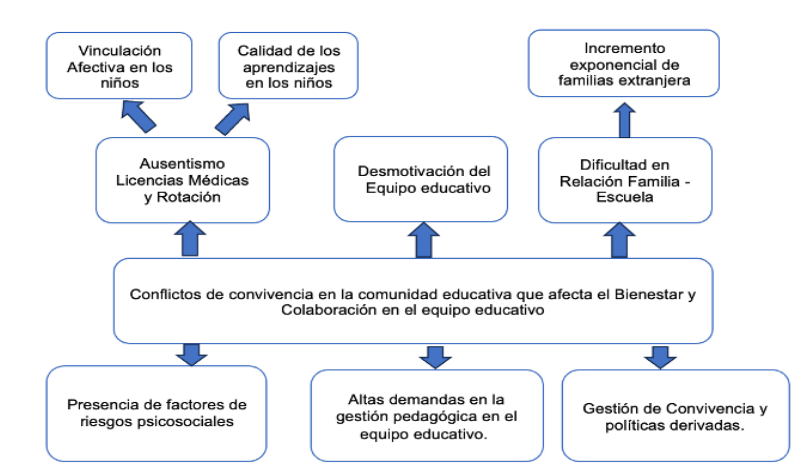 Vinculación
Afectiva en los
niños
Calidad de los
aprendizajes
en los niños
Incremento
exponencial de
familias extranjera
Ausentismo
Licencias Médicas
y Rotación
Desmotivación del
Equipo educativo
Dificultad en
Relación Familia -
Escuela
Conflictos de convivencia en la comunidad educativa que afecta el Bienestar y
Colaboración en el equipo educativo
Presencia de factores de
riesgos psicosociales
Altas demandas en la
gestión pedagógica en el
equipo educativo.
Gestión de Convivencia y
políticas derivadas.